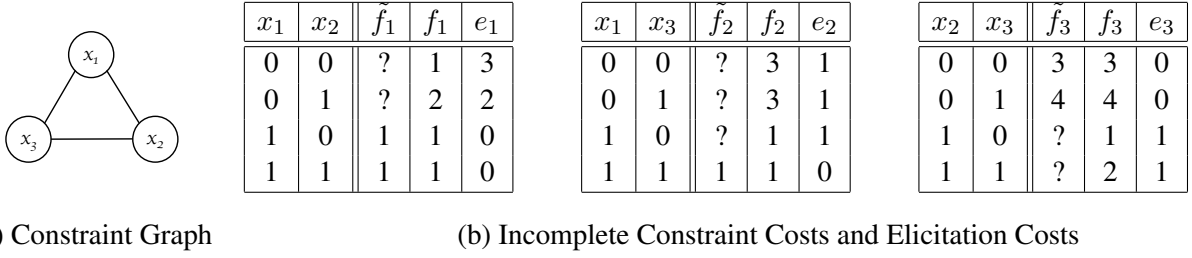 x₁
x₃ x₂
x₁ x₂ f̃₁ f₁ e₁
0 0 ? 1 3
0 1 ? 2 2
1 0 1 1 0
1 1 1 1 0
x₁ x₃ f̃₂ f₂ e₂
0 0 ? 3 1
0 1 ? 3 1
1 0 ? 1 1
1 1 1 1 0
x₂ x₃ f̃₃ f₃ e₃
0 0 3 3 0
0 1 4 4 0
1 0 ? 1 1
1 1 ? 2 1
) Constraint Graph
(b) Incomplete Constraint Costs and Elicitation Costs